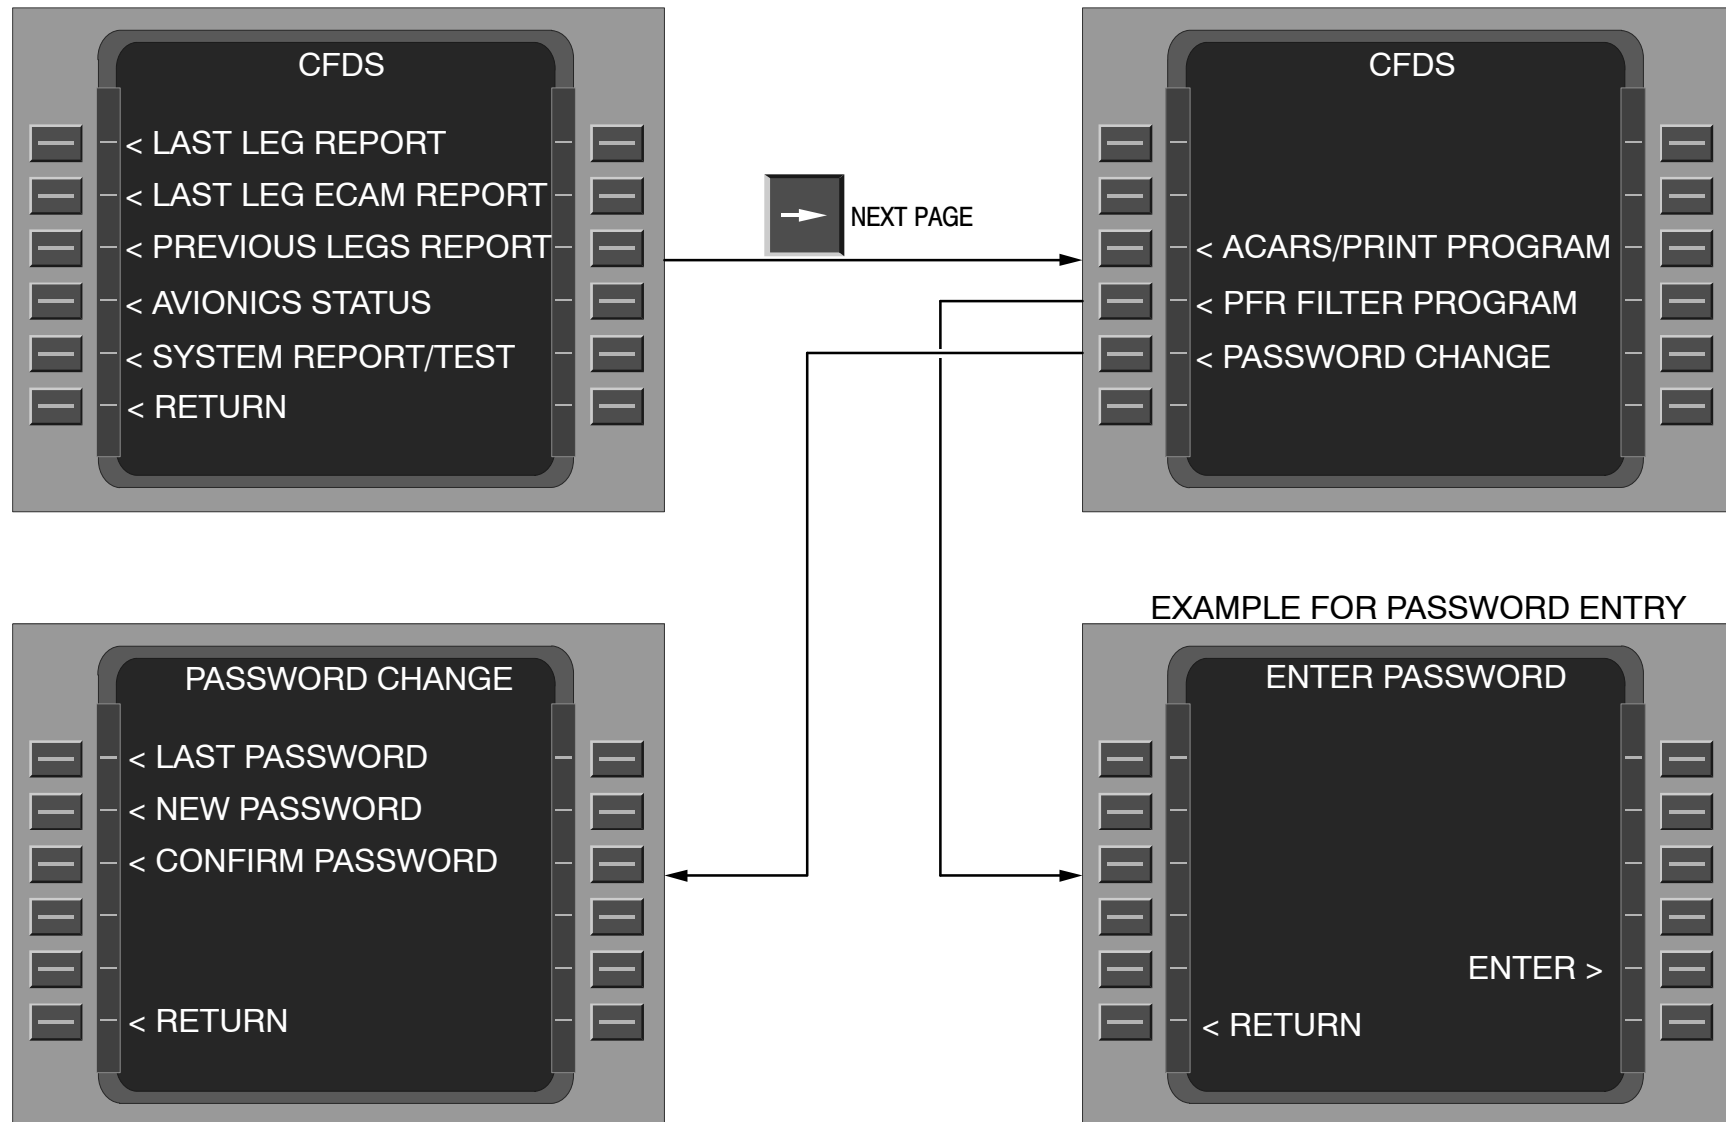 CFDS
< LAST LEG REPORT
< LAST LEG ECAM REPORT
< PREVIOUS LEGS REPORT
< AVIONICS STATUS
< SYSTEM REPORT/TEST
< RETURN
NEXT PAGE
CFDS
< ACARS/PRINT PROGRAM
< PFR FILTER PROGRAM
< PASSWORD CHANGE
PASSWORD CHANGE
< LAST PASSWORD
< NEW PASSWORD
< CONFIRM PASSWORD
< RETURN
EXAMPLE FOR PASSWORD ENTRY
ENTER PASSWORD
ENTER >
< RETURN